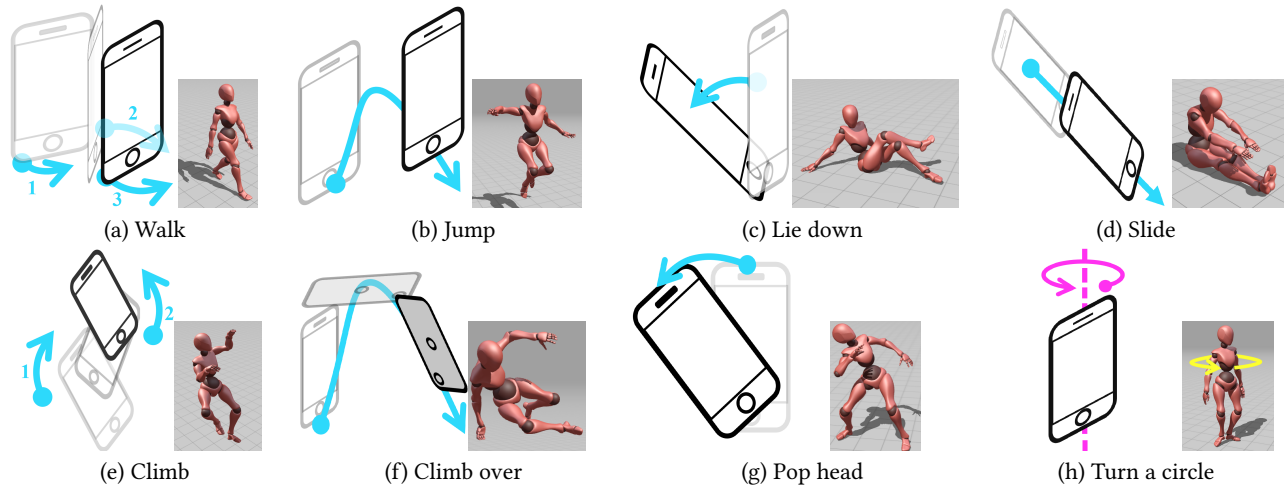 1
2
3
(a) Walk
(b) Jump
(c) Lie down
(d) Slide
1
2
(e) Climb
(f) Climb over
(g) Pop head
(h) Turn a circle